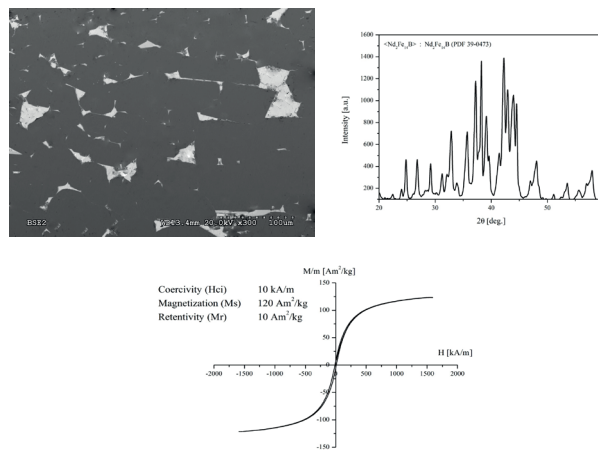 BSE2 WD13.4mm 20.0kV x300 100um
<Nd2Fe14B> : Nd2Fe14B (PDF 39-0473)
1600
1400
1200
1000
800
600
400
200
Intensity [a.u.]
20 30 40 50
2θ [deg.]
M/m [Am²/kg]
Coercivity (Hci) 10 kA/m
Magnetization (Ms) 120 Am²/kg
Retentivity (Mr) 10 Am²/kg
150
100
50
0
-50
-100
-150
H [kA/m]
-2000 -1500 -1000 -500 0 500 1000 1500 2000